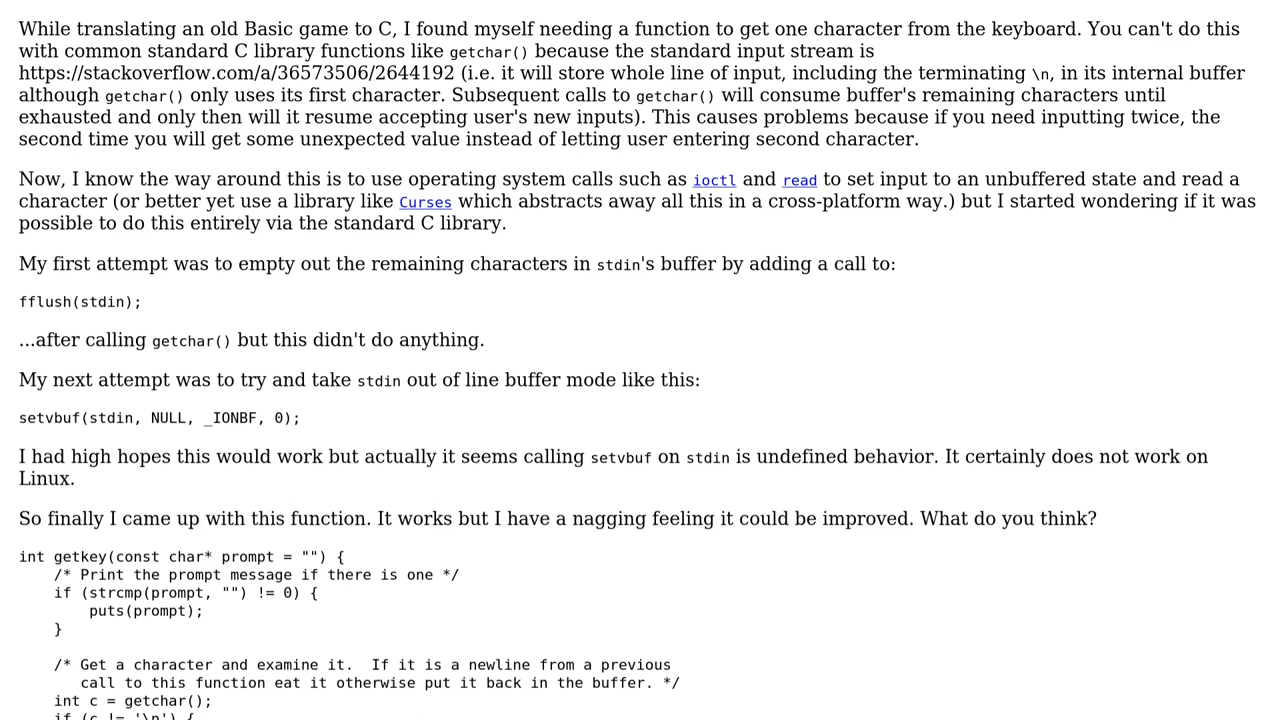 While translating an old Basic game to C, I found myself needing a function to get one character from the keyboard. You can't do this
with common standard C library functions like getchar() because the standard input stream is
https://stackoverflow.com/a/36573506/2644192 (i.e. it will store whole line of input, including the terminating \n, in its internal buffer
although getchar() only uses its first character. Subsequent calls to getchar() will consume buffer's remaining characters until
exhausted and only then will it resume accepting user's new inputs). This causes problems because if you need inputting twice, the
second time you will get some unexpected value instead of letting user entering second character.
Now, I know the way around this is to use operating system calls such as ioctl and read to set input to an unbuffered state and read a
character (or better yet use a library like Curses which abstracts away all this in a cross-platform way.) but I started wondering if it was
possible to do this entirely via the standard C library.
My first attempt was to empty out the remaining characters in stdin's buffer by adding a call to:
fflush(stdin);
...after calling getchar() but this didn't do anything.
My next attempt was to try and take stdin out of line buffer mode like this:
setvbuf(stdin, NULL, _IONBF, 0);
I had high hopes this would work but actually it seems calling setvbuf on stdin is undefined behavior. It certainly does not work on
Linux.
So finally I came up with this function. It works but I have a nagging feeling it could be improved. What do you think?
int getkey(const char* prompt = "") {
    /* Print the prompt message if there is one */
    if (strcmp(prompt, "") != 0) {
        puts(prompt);
    }
    /* Get a character and examine it.  If it is a newline from a previous
       call to this function eat it otherwise put it back in the buffer. */
    int c = getchar();
    if (c != '\n') {